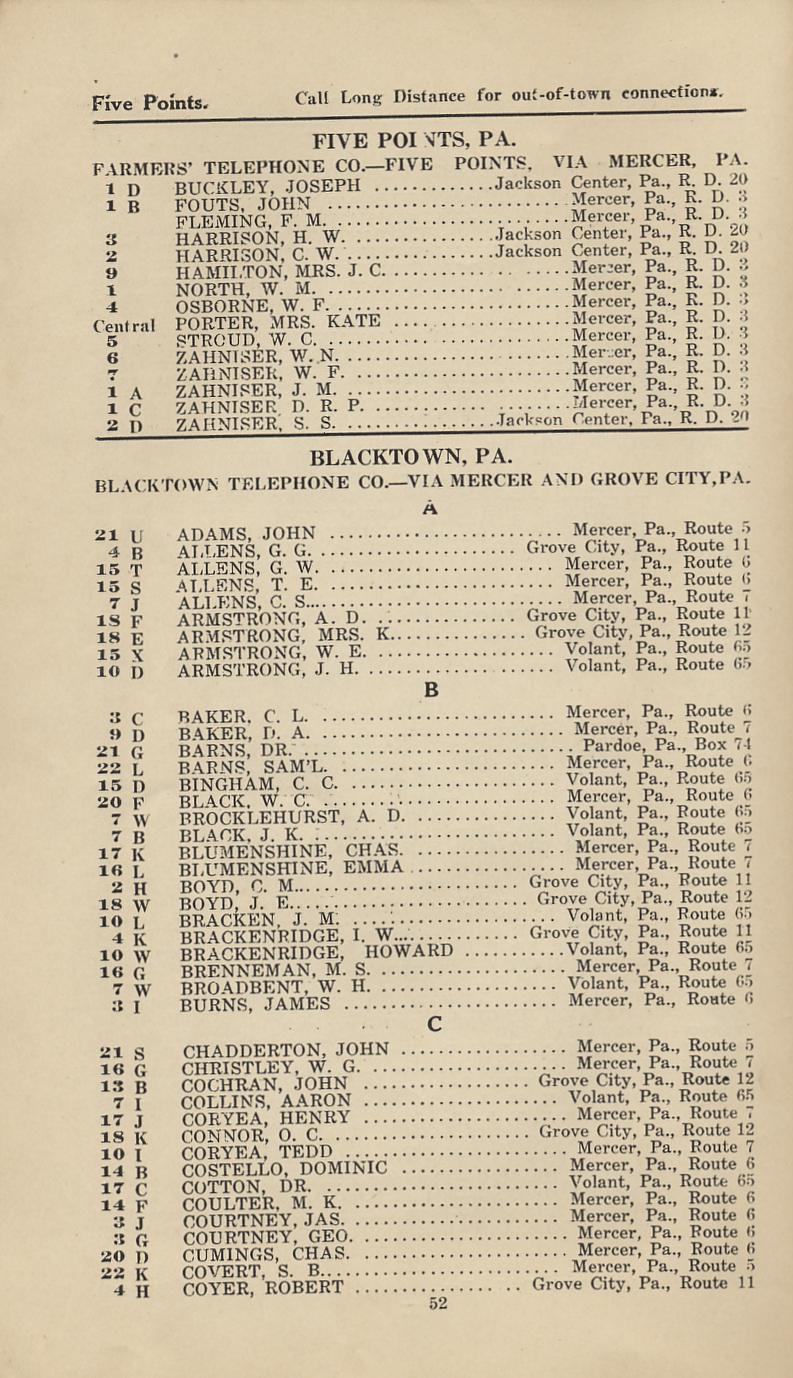 Five Points. Call Long Distance for out-of-town connections.
FIVE POINTS, PA.
FARMERS' TELEPHONE CO.—FIVE POINTS, VIA MERCER, PA.
1 D BUCKLEY, JOSEPH ............Jackson Center, Pa., R. D. 20
1 B FOUTS, JOHN ........................Mercer, Pa., R. D. 3
FLEMING, F. M. ........................Mercer, Pa., R. D. 3
3 HARRISON, H. W. ...............Jackson Center, Pa., R. D. 20
2 HARRISON, C. W. ...............Jackson Center, Pa., R. D. 20
9 HAMILTON, MRS. J. C. ..................Mercer, Pa., R. D. 3
1 NORTH, W. M. ........................Mercer, Pa., R. D. 3
4 OSBORNE, W. F. ........................Mercer, Pa., R. D. 3
Central PORTER, MRS. KATE ..................Mercer, Pa., R. D. 3
5 STROUD, W. C. ........................Mercer, Pa., R. D. 3
6 ZAHNISER, W. N. ........................Mercer, Pa., R. D. 3
7 ZAHNISER, W. F. ........................Mercer, Pa., R. D. 3
1 A ZAHNISER, J. M. ........................Mercer, Pa., R. D. 3
1 C ZAHNISER D. R. P. ..................Mercer, Pa., R. D. 3
2 D ZAHNISER, S. S. ...............Jackson Center, Pa., R. D. 20
BLACKTOWN, PA.
BLACKTOWN TELEPHONE CO.—VIA MERCER AND GROVE CITY, PA.
A
21 U ADAMS, JOHN ........................ Mercer, Pa., Route 5
4 B ALLENS, G. G. .................. Grove City, Pa., Route 11
15 T ALLENS, G. W. ........................ Mercer, Pa., Route 6
15 S ALLENS, T. E. ........................ Mercer, Pa., Route 6
7 J ALLENS, C. S. ........................ Mercer, Pa., Route 7
18 F ARMSTRONG, A. D. ............... Grove City, Pa., Route 11
18 E ARMSTRONG, MRS. K. ............... Grove City, Pa., Route 12
15 X ARMSTRONG, W. E. .................. Volant, Pa., Route 65
10 D ARMSTRONG, J. H. .................. Volant, Pa., Route 65
B
3 C BAKER, C. L. ........................ Mercer, Pa., Route 6
9 D BAKER, D. A. ........................ Mercer, Pa., Route 7
21 G BARNS, DR. ........................ Pardoe, Pa., Box 74
22 L BARNS, SAM'L. ........................ Mercer, Pa., Route 6
15 D BINGHAM, C. C. ..................... Volant, Pa., Route 65
20 F BLACK, W. C. ........................ Mercer, Pa., Route 6
7 W BROCKLEHURST, A. D. ............... Volant, Pa., Route 65
7 B BLACK, J. K. ........................ Volant, Pa., Route 65
17 K BLUMENSHINE, CHAS. ............... Mercer, Pa., Route 7
16 L BLUMENSHINE, EMMA ............... Mercer, Pa., Route 7
2 H BOYD, C. M. ..................... Grove City, Pa., Route 11
18 W BOYD, J. E. ..................... Grove City, Pa., Route 12
10 L BRACKEN, J. M. ..................... Volant, Pa., Route 65
4 K BRACKENRIDGE, I. W. ............ Grove City, Pa., Route 11
10 W BRACKENRIDGE, HOWARD ..........Volant, Pa., Route 65
16 G BRENNEMAN, M. S. .................. Mercer, Pa., Route 7
7 W BROADBENT, W. H. .................. Volant, Pa., Route 65
3 I BURNS, JAMES ........................ Mercer, Pa., Route 6
C
21 S CHADDERTON, JOHN .................. Mercer, Pa., Route 5
16 G CHRISTLEY, W. G. ..................... Mercer, Pa., Route 7
13 B COCHRAN, JOHN .................. Grove City, Pa., Route 12
7 I COLLINS, AARON ..................... Volant, Pa., Route 65
17 J CORYEA, HENRY ..................... Mercer, Pa., Route 7
18 K CONNOR, O. C. ..................... Grove City, Pa., Route 12
10 I CORYEA, TEDD ........................ Mercer, Pa., Route 7
14 B COSTELLO, DOMINIC .................. Mercer, Pa., Route 6
17 C COTTON, DR. ........................ Volant, Pa., Route 65
14 F COULTER, M. K. ..................... Mercer, Pa., Route 6
3 J COURTNEY, JAS. ..................... Mercer, Pa., Route 6
3 G COURTNEY, GEO. ..................... Mercer, Pa., Route 6
20 D CUMINGS, CHAS. ..................... Mercer, Pa., Route 6
22 K COVERT, S. B. ........................ Mercer, Pa., Route 5
4 H COYER, ROBERT .................. Grove City, Pa., Route 11
52